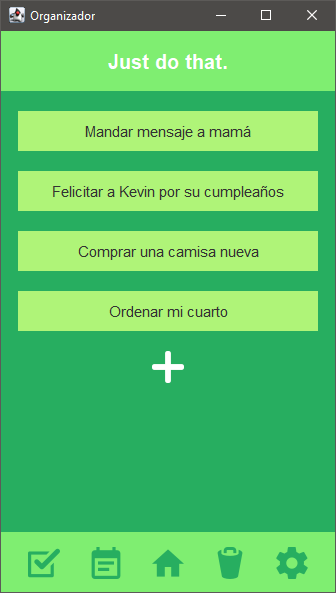 Organizador
Just do that.
Mandar mensaje a mamá
Felicitar a Kevin por su cumpleaños
Comprar una camisa nueva
Ordenar mi cuarto